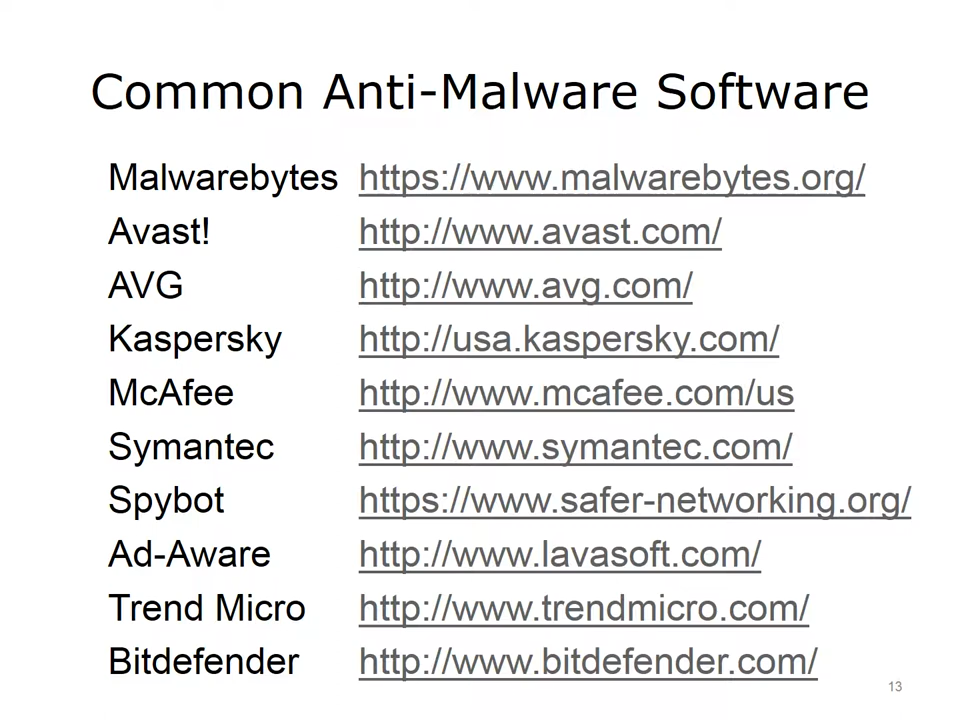 Common Anti-Malware Software
Malwarebytes https://www.malwarebytes.org/
Avast! http://www.avast.com/
AVG http://www.avg.com/
Kaspersky http://usa.kaspersky.com/
McAfee http://www.mcafee.com/us
Symantec http://www.symantec.com/
Spybot https://www.safer-networking.org/
Ad-Aware http://www.lavasoft.com/
Trend Micro http://www.trendmicro.com/
Bitdefender http://www.bitdefender.com/
13